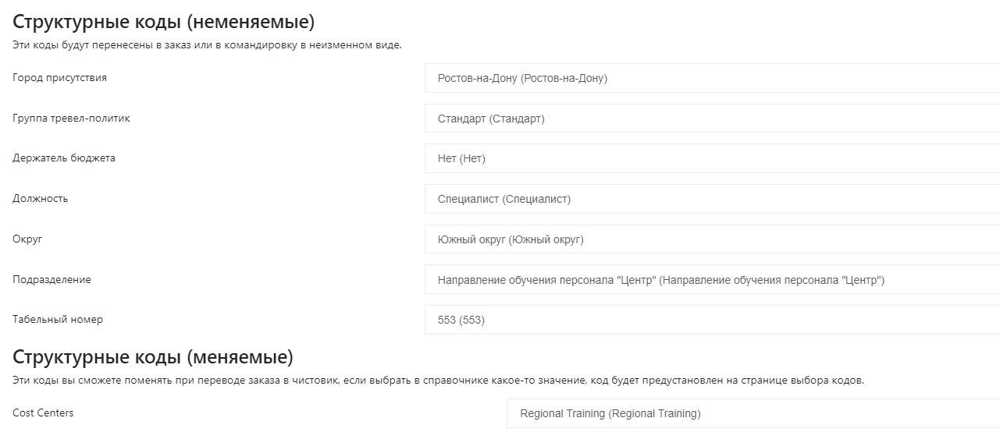 Структурные коды (неменяемые)
Эти коды будут перенесены в заказ или в командировку в неизменном виде.
Город присутствия
Ростов-на-Дону (Ростов-на-Дону)
Группа тревел-политик
Стандарт (Стандарт)
Держатель бюджета
Нет (Нет)
Должность
Специалист (Специалист)
Округ
Южный округ (Южный округ)
Подразделение
Направление обучения персонала "Центр" (Направление обучения персонала "Центр")
Табельный номер
553 (553)
Структурные коды (меняемые)
Эти коды вы сможете поменять при переводе заказа в чистовик, если выбрать в справочнике какое-то значение, код будет предустановлен на странице выбора кодов.
Cost Centers
Regional Training (Regional Training)